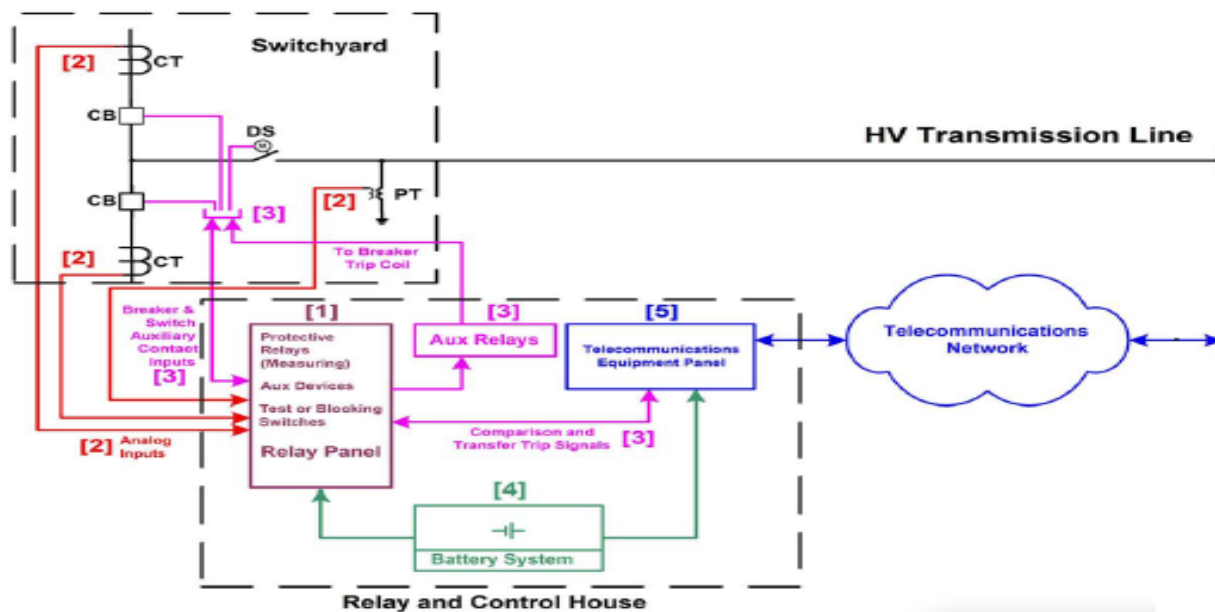 Switchyard
[2]
CT
CB
DS
M
HV Transmission Line
CB
[2]
PT
[3]
[2]
CT
To Breaker
Trip Coil
Breaker &
Switch
Auxiliary
Contact
Inputs
[3]
[1]
Protective
Relays
(Measuring)
Aux Devices
Test or Blocking
Switches
Relay Panel
[3]
Aux Relays
[5]
Telecommunications
Equipment Panel
Telecommunications
Network
[2] Analog
Inputs
Comparison and
Transfer Trip Signals
[3]
[4]
Battery System
Relay and Control House